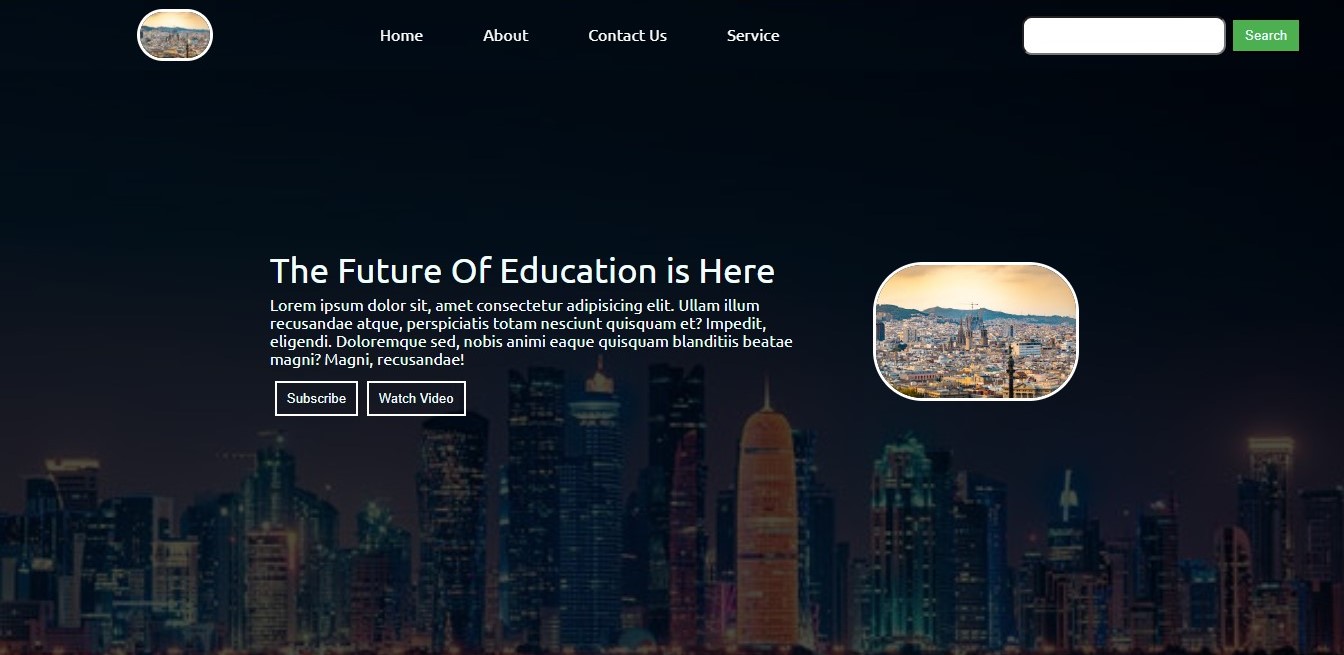 Home About Contact Us Service Search
The Future Of Education is Here
Lorem ipsum dolor sit, amet consectetur adipisicing elit. Ullam illum
recusandae atque, perspiciatis totam nesciunt quisquam et? Impedit,
eligendi. Doloremque sed, nobis animi eaque quisquam blanditiis beatae
magni? Magni, recusandae!
Subscribe Watch Video